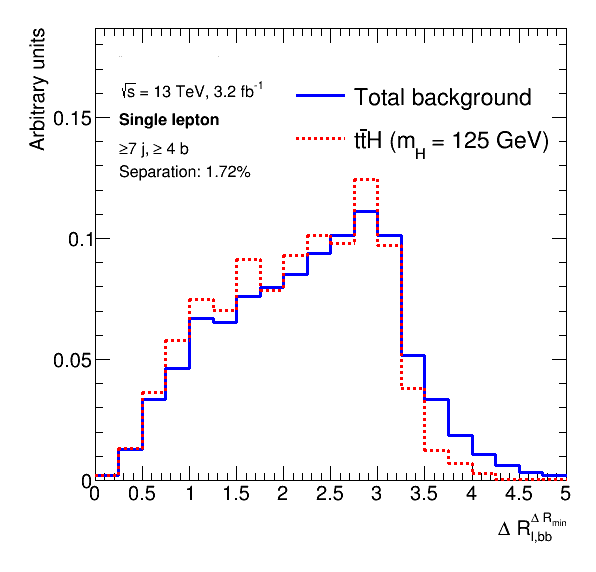 Arbitrary units
√s = 13 TeV, 3.2 fb⁻¹
Single lepton
≥7 j, ≥ 4 b
Separation: 1.72%
Total background
tt̄H (m_H = 125 GeV)
0.15
0.1
0.05
0
0 0.5 1 1.5 2 2.5 3 3.5 4 4.5 5
Δ R_{l,bb}^{Δ R_{min}}